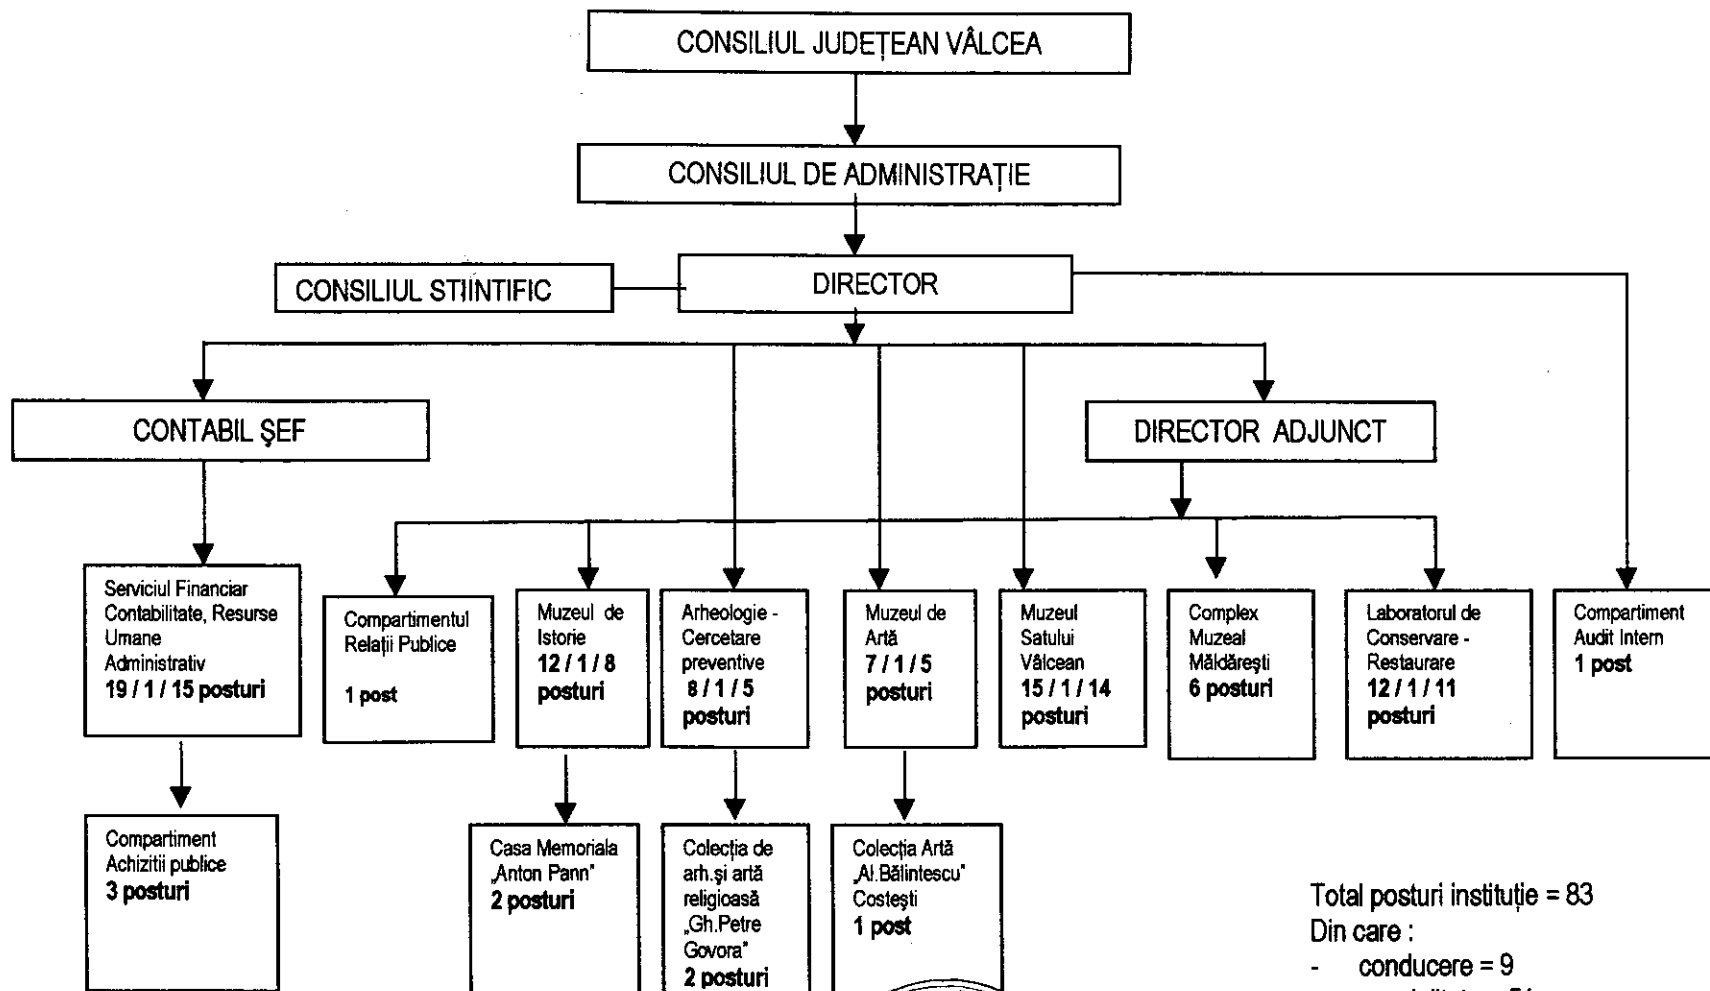 CONSILIUL JUDEȚEAN VÂLCEA
CONSILIUL DE ADMINISTRAȚIE
CONSILIUL STIINTIFIC
DIRECTOR
CONTABIL ŞEF
DIRECTOR ADJUNCT
Serviciul Financiar
Contabilitate, Resurse
Umane
Administrativ
19 / 1 / 15 posturi
Compartimentul
Relații Publice
1 post
Muzeul de
Istorie
12 / 1 / 8
posturi
Arheologie -
Cercetare
preventive
8 / 1 / 5
posturi
Muzeul de
Artă
7 / 1 / 5
posturi
Muzeul
Satului
Vâlcean
15 / 1 / 14
posturi
Complex
Muzeal
Măldăreşti
6 posturi
Laboratorul de
Conservare -
Restaurare
12 / 1 / 11
posturi
Compartiment
Audit Intern
1 post
Compartiment
Achizitii publice
3 posturi
Casa Memoriala
„Anton Pann"
2 posturi
Colecția de
arh.şi artă
religioasă
„Gh.Petre
Govora"
2 posturi
Colecția Artă
„Al.Bălintescu"
Costeşti
1 post
Total posturi instituție = 83
Din care :
- conducere = 9